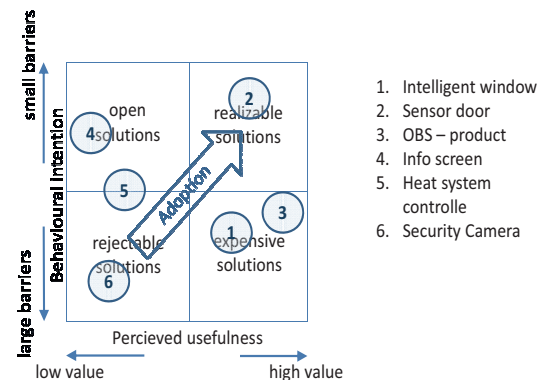 small barriers
Behavioural Intention
large barriers
open
solutions
realizable
solutions
rejectable
solutions
expensive
solutions
Adoption
4
2
5
3
1
6
Percieved usefulness
low value
high value
1. Intelligent window
2. Sensor door
3. OBS – product
4. Info screen
5. Heat system
controlle
6. Security Camera